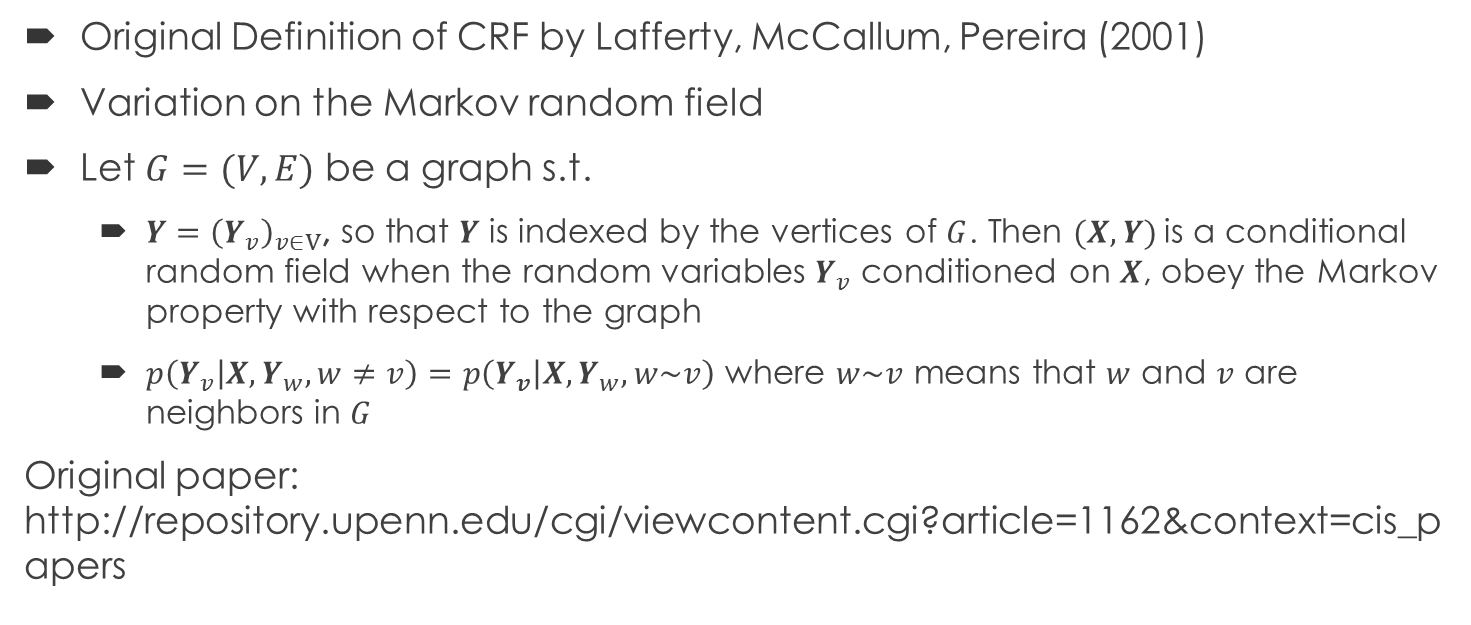 Original Definition of CRF by Lafferty, McCallum, Pereira (2001)
Variation on the Markov random field
Let G = (V, E) be a graph s.t.
Y = (Y_v)_{v∈V}, so that Y is indexed by the vertices of G. Then (X, Y) is a conditional
random field when the random variables Y_v conditioned on X, obey the Markov
property with respect to the graph
p(Y_v|X, Y_w, w ≠ v) = p(Y_v|X, Y_w, w~v) where w~v means that w and v are
neighbors in G
Original paper:
http://repository.upenn.edu/cgi/viewcontent.cgi?article=1162&context=cis_p
apers